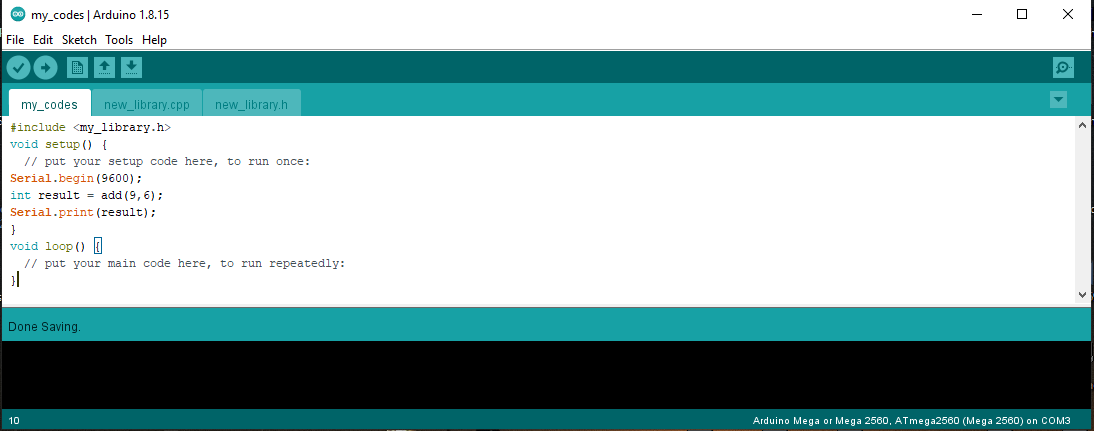 my_codes | Arduino 1.8.15
File Edit Sketch Tools Help
my_codes new_library.cpp new_library.h
#include <my_library.h>
void setup() {
  // put your setup code here, to run once:
Serial.begin(9600);
int result = add(9,6);
Serial.print(result);
}
void loop() {
  // put your main code here, to run repeatedly:
}
Done Saving.
10 Arduino Mega or Mega 2560, ATmega2560 (Mega 2560) on COM3